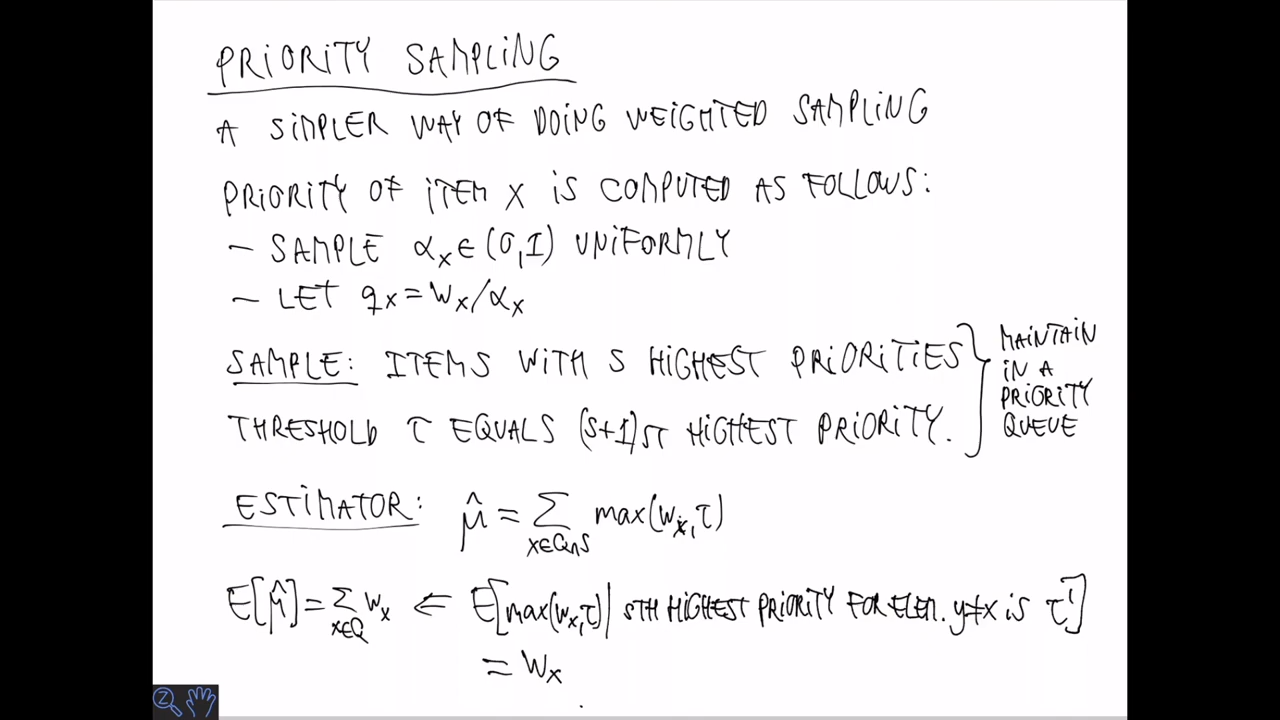 PRIORITY SAMPLING
A SIMPLER WAY OF DOING WEIGHTED SAMPLING
PRIORITY OF ITEM X IS COMPUTED AS FOLLOWS:
– SAMPLE αx ∈ (0,1) UNIFORMLY
– LET qx = Wx/αx
SAMPLE: ITEMS WITH S HIGHEST PRIORITIES
THRESHOLD τ EQUALS (S+1)ST HIGHEST PRIORITY.
MAINTAIN
IN A
PRIORITY
QUEUE
ESTIMATOR: μ̂ = Σ x∈Q∩S max(wx, τ)
E[μ̂] = Σ x∈Q wx ⇐ E[max(wx,τ) | STH HIGHEST PRIORITY FOR ELEM. y≠x is τ']
= Wx